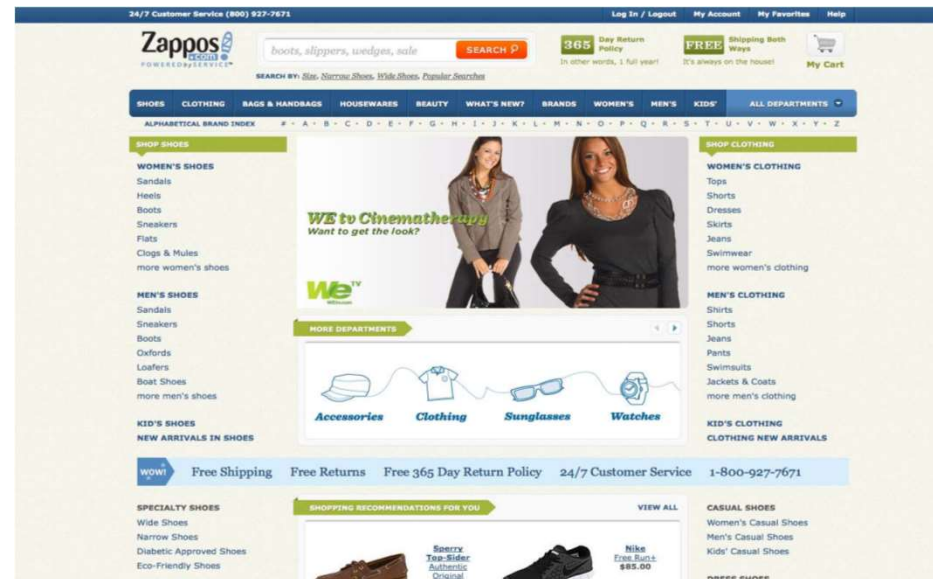 24/7 Customer Service (800) 927-7671
Log In / Logout My Account My Favorites Help
Zappos
.com
POWERED by SERVICE™
boots, slippers, wedges, sale
SEARCH
365 Day Return Policy
In other words, 1 full year!
FREE Shipping Both Ways
It's always on the house!
My Cart
SEARCH BY: Size, Narrow Shoes, Wide Shoes, Popular Searches
SHOES CLOTHING BAGS & HANDBAGS HOUSEWARES BEAUTY WHAT'S NEW? BRANDS WOMEN'S MEN'S KIDS' ALL DEPARTMENTS
ALPHABETICAL BRAND INDEX # • A • B • C • D • E • F • G • H • I • J • K • L • M • N • O • P • Q • R • S • T • U • V • W • X • Y • Z
SHOP SHOES
WOMEN'S SHOES
Sandals
Heels
Boots
Sneakers
Flats
Clogs & Mules
more women's shoes
MEN'S SHOES
Sandals
Sneakers
Boots
Oxfords
Loafers
Boat Shoes
more men's shoes
KID'S SHOES
NEW ARRIVALS IN SHOES
WE tv Cinematherapy
Want to get the look?
We TV
MORE DEPARTMENTS
Accessories Clothing Sunglasses Watches
SHOP CLOTHING
WOMEN'S CLOTHING
Tops
Shorts
Dresses
Skirts
Jeans
Swimwear
more women's clothing
MEN'S CLOTHING
Shirts
Shorts
Jeans
Pants
Swimsuits
Jackets & Coats
more men's clothing
KID'S CLOTHING
CLOTHING NEW ARRIVALS
WOW! Free Shipping Free Returns Free 365 Day Return Policy 24/7 Customer Service 1-800-927-7671
SPECIALTY SHOES
Wide Shoes
Narrow Shoes
Diabetic Approved Shoes
Eco-Friendly Shoes
SHOPPING RECOMMENDATIONS FOR YOU
VIEW ALL
Sperry
Top-Sider
Authentic
Original
Nike
Free Run+
$85.00
CASUAL SHOES
Women's Casual Shoes
Men's Casual Shoes
Kids' Casual Shoes
DRESS SHOES